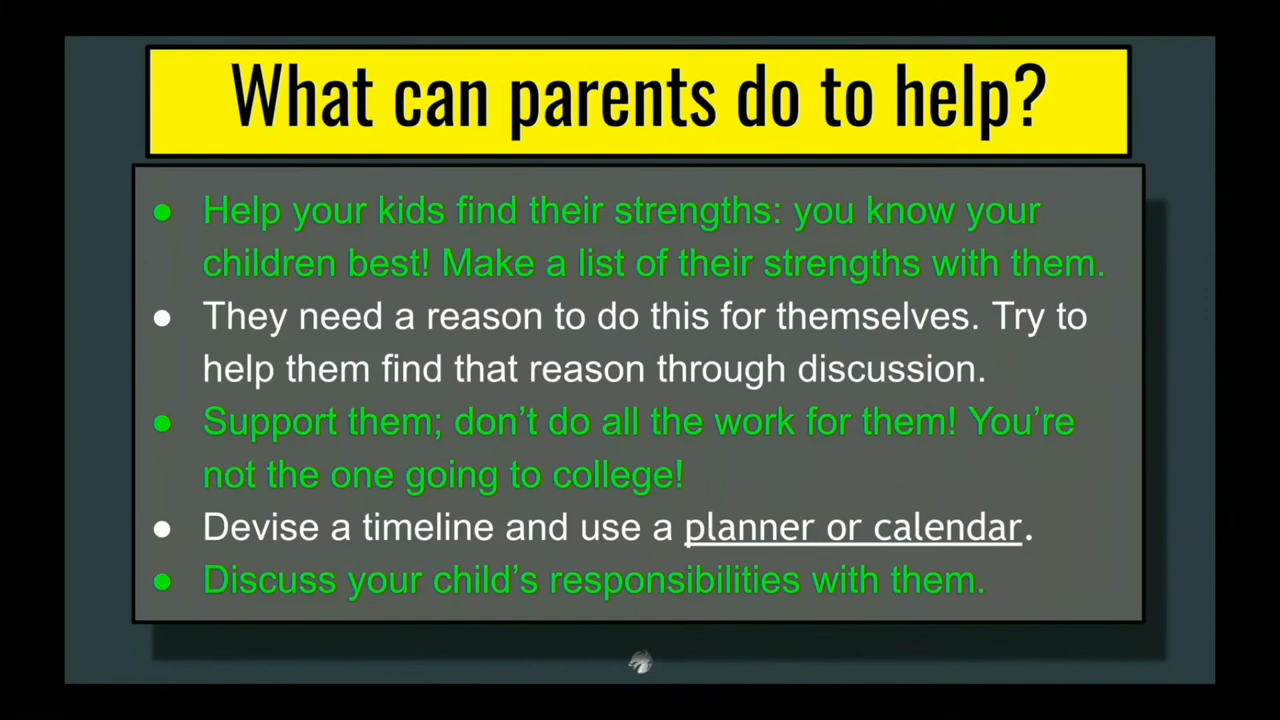 What can parents do to help?
● Help your kids find their strengths: you know your
children best! Make a list of their strengths with them.
● They need a reason to do this for themselves. Try to
help them find that reason through discussion.
● Support them; don’t do all the work for them! You’re
not the one going to college!
● Devise a timeline and use a planner or calendar.
● Discuss your child’s responsibilities with them.